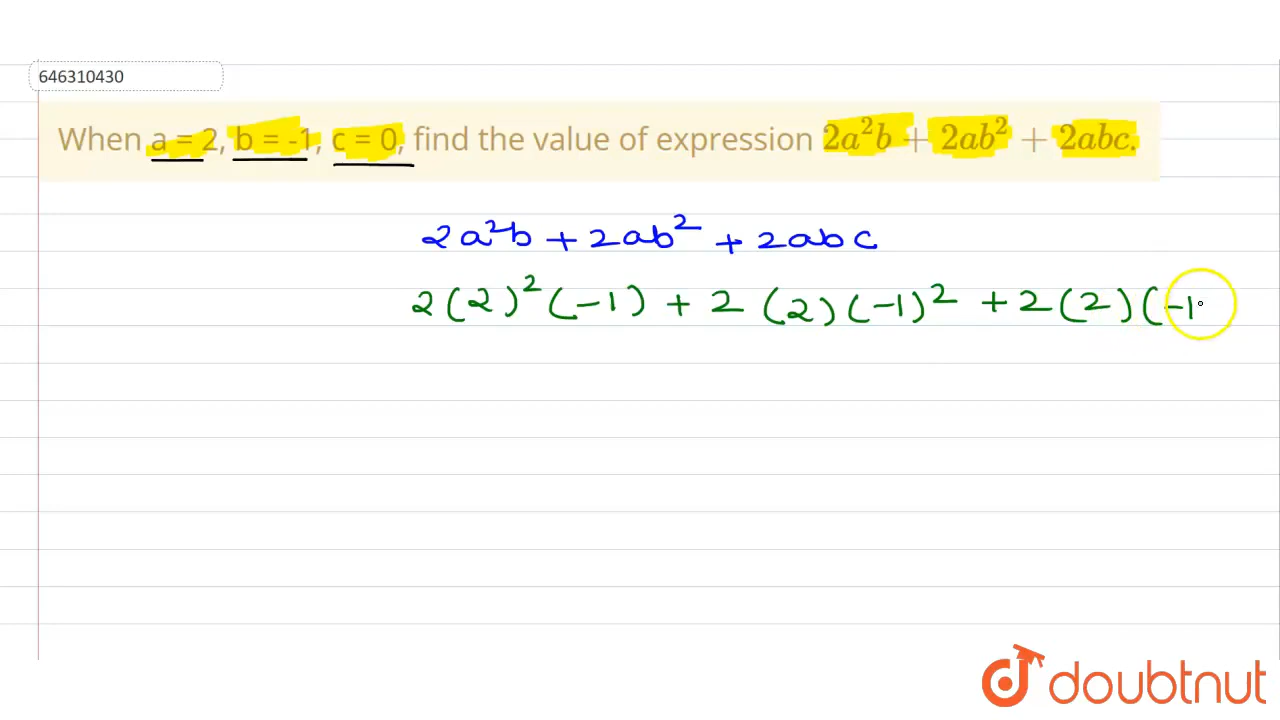 646310430
When a = 2, b = -1, c = 0, find the value of expression 2a²b + 2ab² + 2abc.
2a²b + 2ab² + 2abc
2(2)²(-1) + 2(2)(-1)² + 2(2)(-1
doubtnut